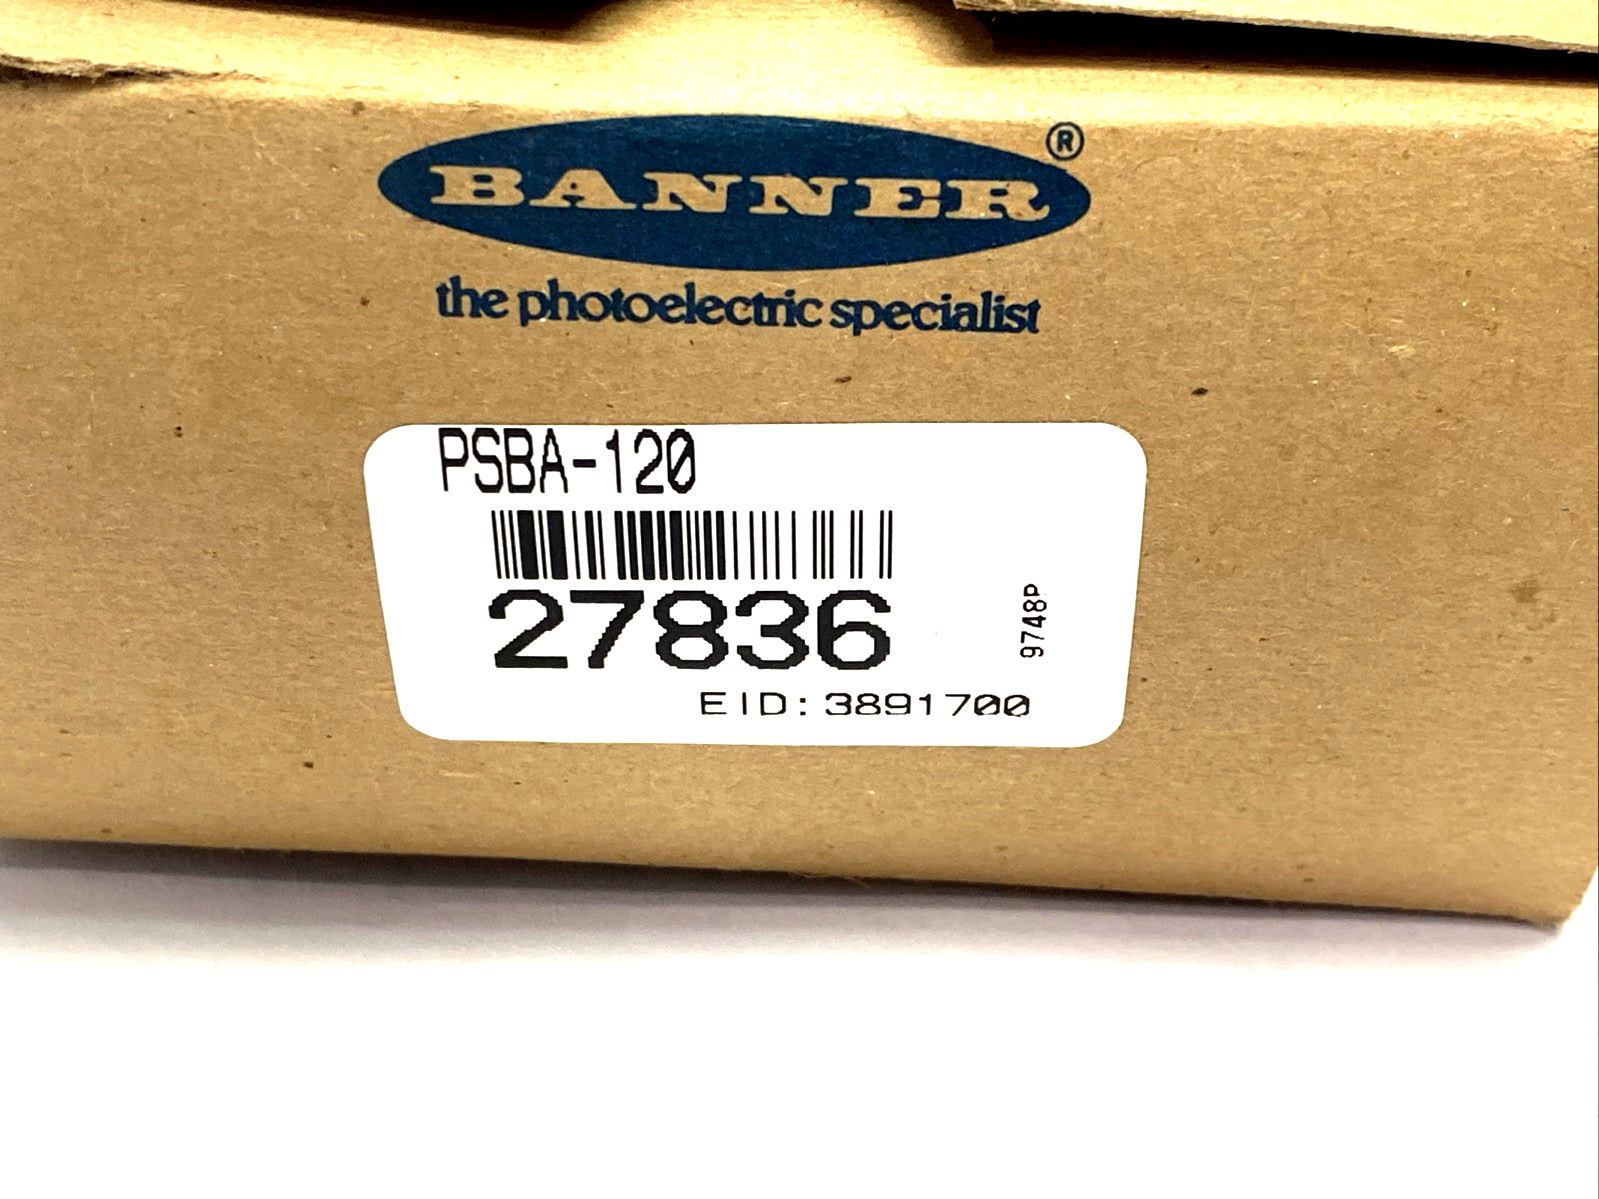 BANNER®
the photoelectric specialist
PSBA-120
27836
9748P
EID: 3891700